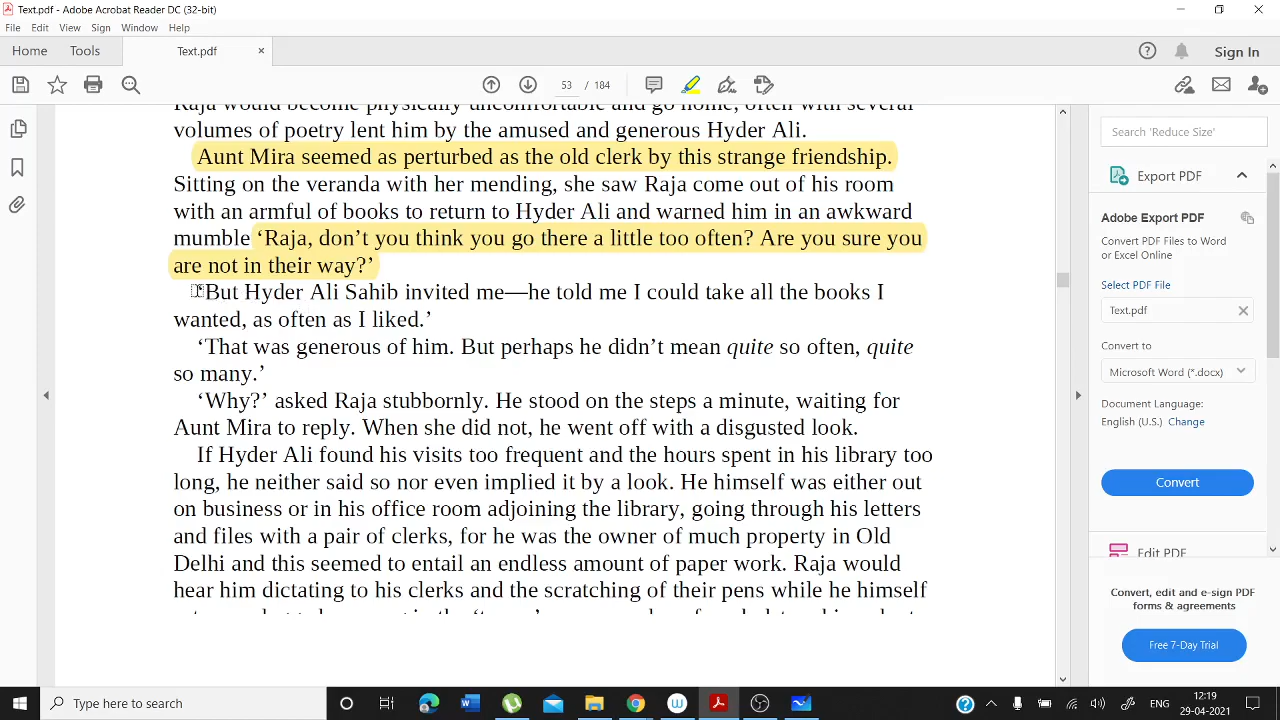 Text.pdf - Adobe Acrobat Reader DC (32-bit)
File Edit View Sign Window Help
Home Tools Text.pdf × Sign In
53 / 184
Raja would become physically uncomfortable and go home, often with several
volumes of poetry lent him by the amused and generous Hyder Ali.
Aunt Mira seemed as perturbed as the old clerk by this strange friendship.
Sitting on the veranda with her mending, she saw Raja come out of his room
with an armful of books to return to Hyder Ali and warned him in an awkward
mumble ‘Raja, don’t you think you go there a little too often? Are you sure you
are not in their way?’
‘But Hyder Ali Sahib invited me—he told me I could take all the books I
wanted, as often as I liked.’
‘That was generous of him. But perhaps he didn’t mean quite so often, quite
so many.’
‘Why?’ asked Raja stubbornly. He stood on the steps a minute, waiting for
Aunt Mira to reply. When she did not, he went off with a disgusted look.
If Hyder Ali found his visits too frequent and the hours spent in his library too
long, he neither said so nor even implied it by a look. He himself was either out
on business or in his office room adjoining the library, going through his letters
and files with a pair of clerks, for he was the owner of much property in Old
Delhi and this seemed to entail an endless amount of paper work. Raja would
hear him dictating to his clerks and the scratching of their pens while he himself
Search 'Reduce Size'
Export PDF
Adobe Export PDF
Convert PDF Files to Word
or Excel Online
Select PDF File
Text.pdf
Convert to
Microsoft Word (*.docx)
Document Language:
English (U.S.) Change
Convert
Edit PDF
Convert, edit and e-sign PDF
forms & agreements
Free 7-Day Trial
Type here to search
ENG
12:19
29-04-2021